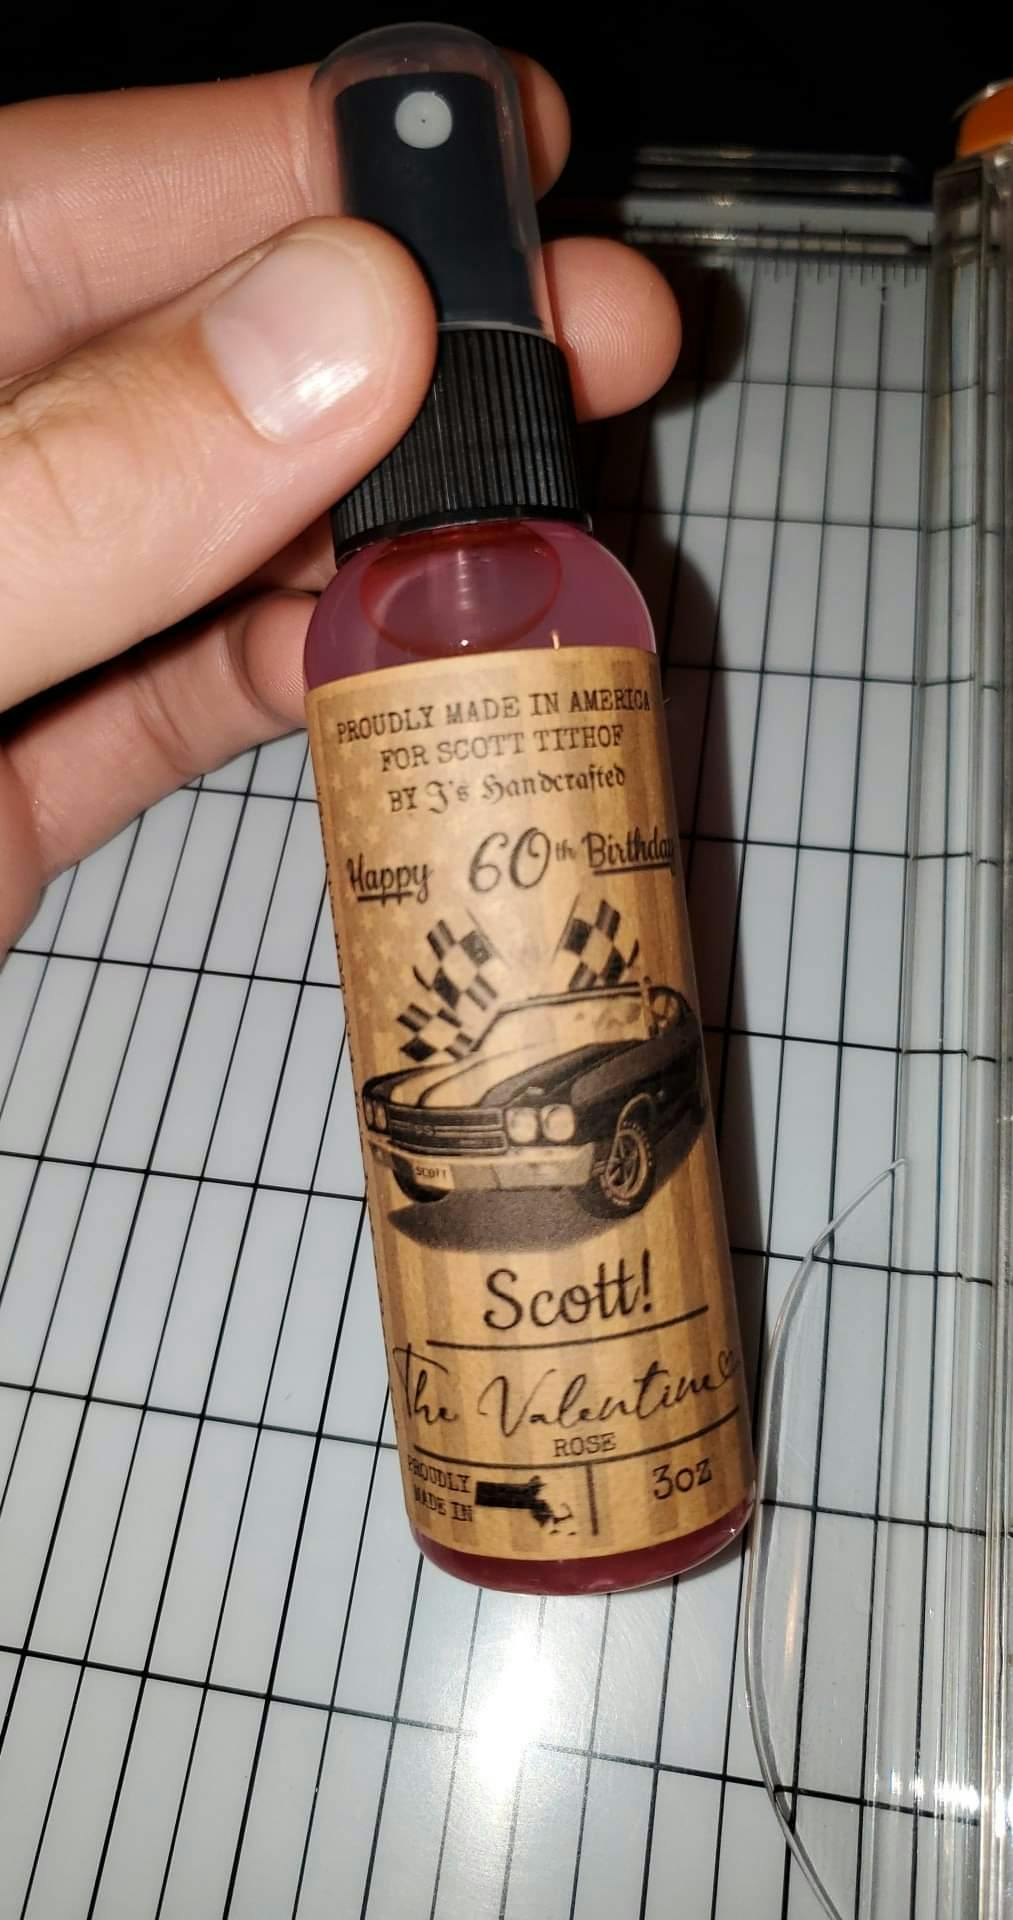 PROUDLY MADE IN AMERICA
FOR SCOTT TITHOF
BY J's Handcrafted
Happy 60th Birthday
SS
SCOTT
Scott!
The Valentine
ROSE
PROUDLY
MADE IN
3oz